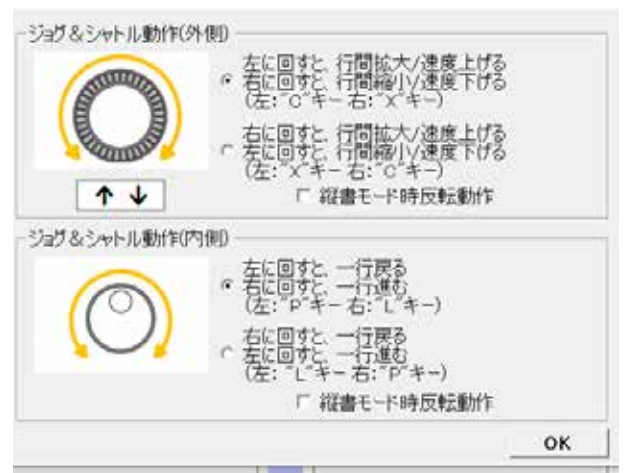 ジョグ&シャトル動作(外側)
左に回すと、行間拡大/速度上げる
右に回すと、行間縮小/速度下げる
(左:"C"キー 右:"X"キー)
右に回すと、行間拡大/速度上げる
左に回すと、行間縮小/速度下げる
(左:"X"キー 右:"C"キー)
↑ ↓
縦書モード時反転動作
ジョグ&シャトル動作(内側)
左に回すと、一行戻る
右に回すと、一行進む
(左:"P"キー 右:"L"キー)
右に回すと、一行戻る
左に回すと、一行進む
(左:"L"キー 右:"P"キー)
縦書モード時反転動作
OK